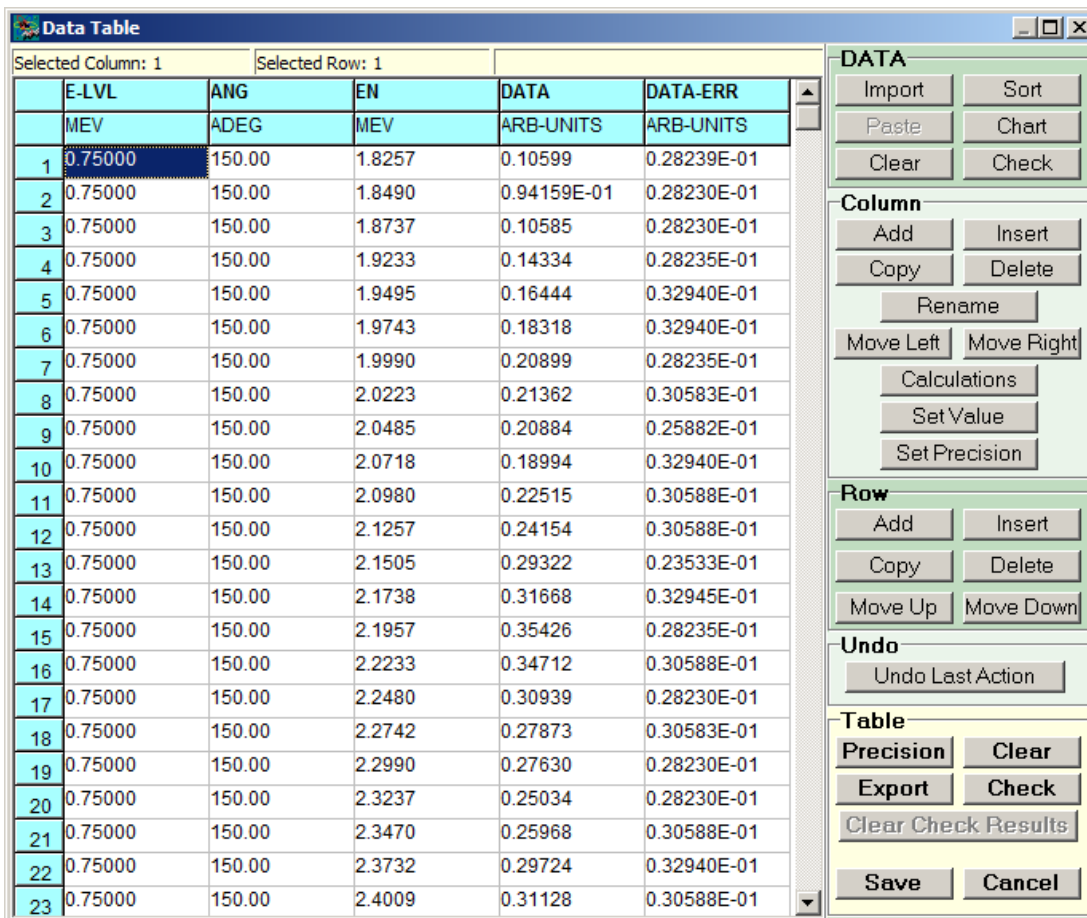 Data Table
Selected Column: 1 Selected Row: 1
E-LVL ANG EN DATA DATA-ERR
MEV ADEG MEV ARB-UNITS ARB-UNITS
1 0.75000 150.00 1.8257 0.10599 0.28239E-01
2 0.75000 150.00 1.8490 0.94159E-01 0.28230E-01
3 0.75000 150.00 1.8737 0.10585 0.28230E-01
4 0.75000 150.00 1.9233 0.14334 0.28235E-01
5 0.75000 150.00 1.9495 0.16444 0.32940E-01
6 0.75000 150.00 1.9743 0.18318 0.32940E-01
7 0.75000 150.00 1.9990 0.20899 0.28235E-01
8 0.75000 150.00 2.0223 0.21362 0.30583E-01
9 0.75000 150.00 2.0485 0.20884 0.25882E-01
10 0.75000 150.00 2.0718 0.18994 0.32940E-01
11 0.75000 150.00 2.0980 0.22515 0.30588E-01
12 0.75000 150.00 2.1257 0.24154 0.30588E-01
13 0.75000 150.00 2.1505 0.29322 0.23533E-01
14 0.75000 150.00 2.1738 0.31668 0.32945E-01
15 0.75000 150.00 2.1957 0.35426 0.28235E-01
16 0.75000 150.00 2.2233 0.34712 0.30588E-01
17 0.75000 150.00 2.2480 0.30939 0.28230E-01
18 0.75000 150.00 2.2742 0.27873 0.30583E-01
19 0.75000 150.00 2.2990 0.27630 0.28230E-01
20 0.75000 150.00 2.3237 0.25034 0.28230E-01
21 0.75000 150.00 2.3470 0.25968 0.30588E-01
22 0.75000 150.00 2.3732 0.29724 0.32940E-01
23 0.75000 150.00 2.4009 0.31128 0.30588E-01
DATA
Import Sort
Paste Chart
Clear Check
Column
Add Insert
Copy Delete
Rename
Move Left Move Right
Calculations
Set Value
Set Precision
Row
Add Insert
Copy Delete
Move Up Move Down
Undo
Undo Last Action
Table
Precision Clear
Export Check
Clear Check Results
Save Cancel